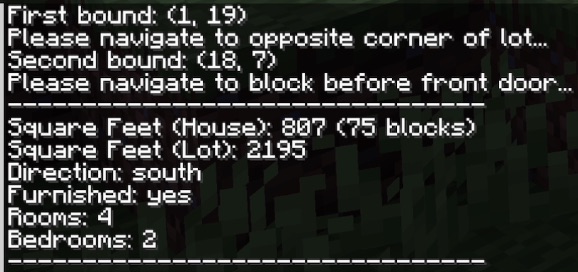 First bound: (1, 19)
Please navigate to opposite corner of lot...
Second bound: (18, 7)
Please navigate to block before front door...
--------------------------------
Square Feet (House): 807 (75 blocks)
Square Feet (Lot): 2195
Direction: south
Furnished: yes
Rooms: 4
Bedrooms: 2
--------------------------------